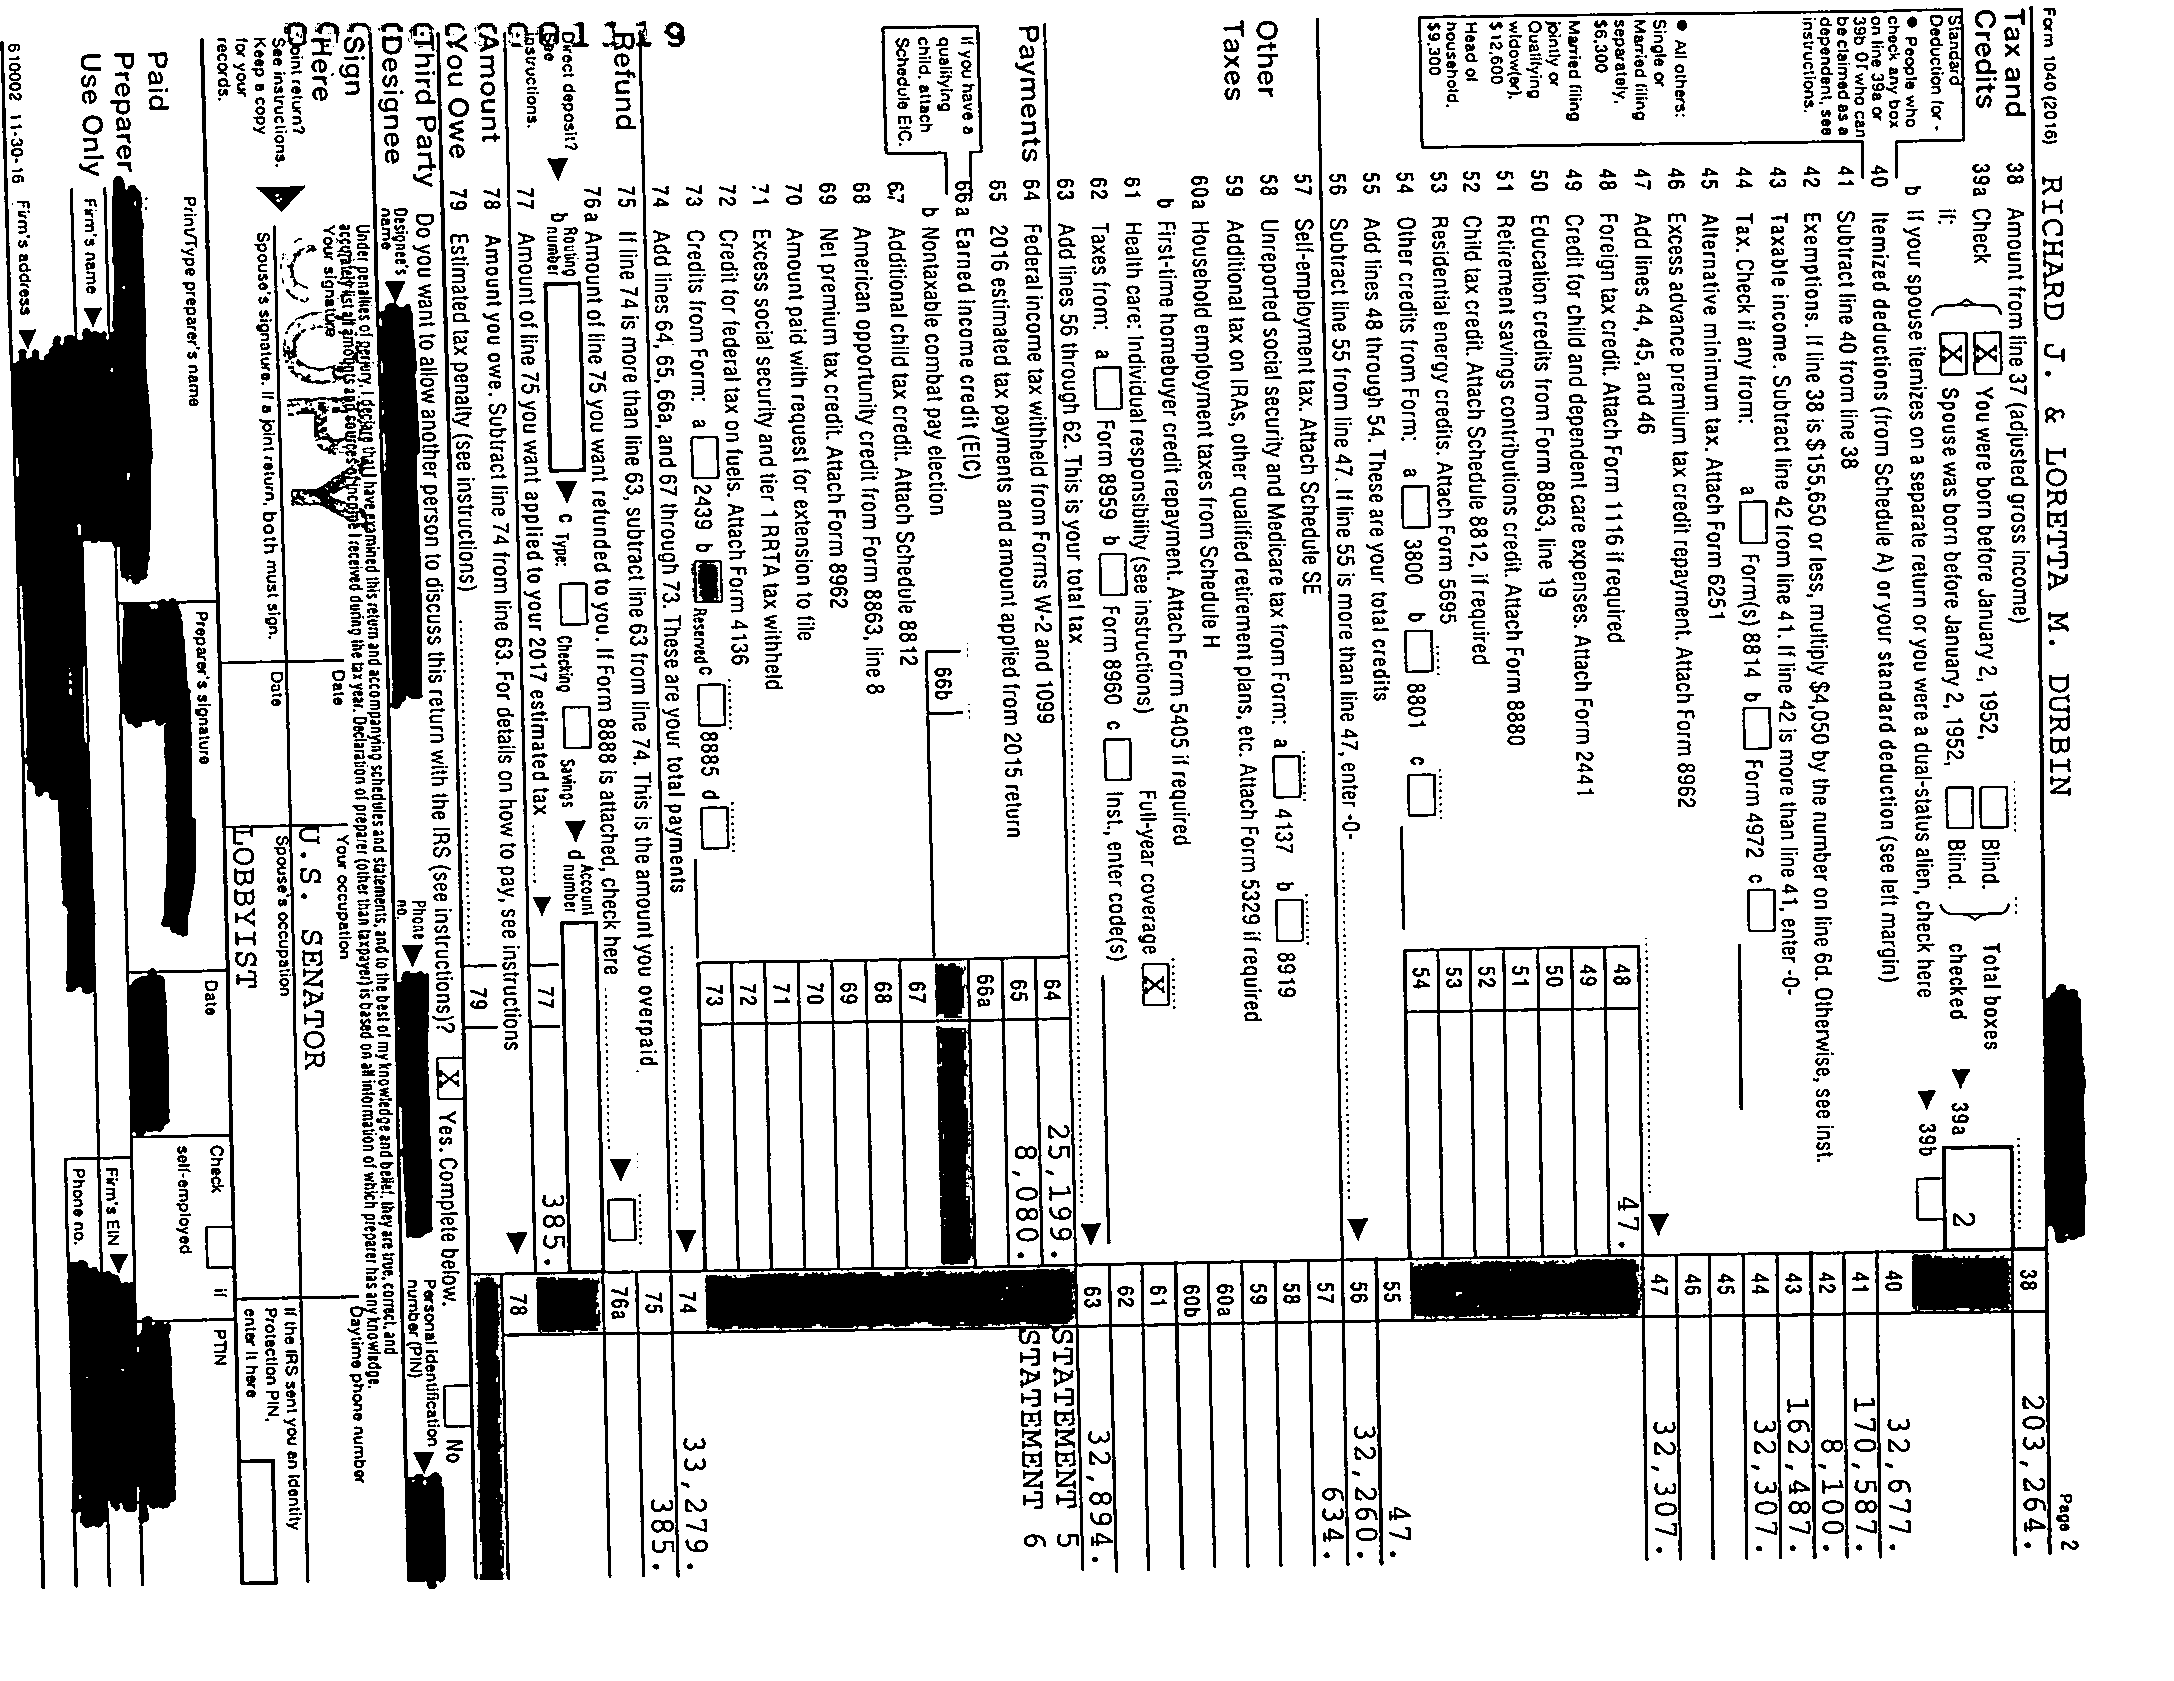 Form 1040 (2016) RICHARD J. & LORETTA M. DURBIN Page 2
Tax and Credits
38 Amount from line 37 (adjusted gross income) 38 203,264.
39a Check if: { X You were born before January 2, 1952, Blind. } Total boxes
X Spouse was born before January 2, 1952, Blind. checked ▶ 39a 2
b If your spouse itemizes on a separate return or you were a dual-status alien, check here ▶ 39b
Standard Deduction for -
● People who check any box on line 39a or 39b or who can be claimed as a dependent, see instructions.
● All others:
Single or Married filing separately, $6,300
Married filing jointly or Qualifying widow(er), $12,600
Head of household, $9,300
40 Itemized deductions (from Schedule A) or your standard deduction (see left margin) 40 32,677.
41 Subtract line 40 from line 38 41 170,587.
42 Exemptions. If line 38 is $155,650 or less, multiply $4,050 by the number on line 6d. Otherwise, see inst. 42 8,100.
43 Taxable income. Subtract line 42 from line 41. If line 42 is more than line 41, enter -0- 43 162,487.
44 Tax. Check if any from: a Form(s) 8814 b Form 4972 c 44 32,307.
45 Alternative minimum tax. Attach Form 6251 45
46 Excess advance premium tax credit repayment. Attach Form 8962 46
47 Add lines 44, 45, and 46 ▶ 47 32,307.
48 Foreign tax credit. Attach Form 1116 if required 48 47.
49 Credit for child and dependent care expenses. Attach Form 2441 49
50 Education credits from Form 8863, line 19 50
51 Retirement savings contributions credit. Attach Form 8880 51
52 Child tax credit. Attach Schedule 8812, if required 52
53 Residential energy credits. Attach Form 5695 53
54 Other credits from Form: a 3800 b 8801 c 54
55 Add lines 48 through 54. These are your total credits 55 47.
56 Subtract line 55 from line 47. If line 55 is more than line 47, enter -0- ▶ 56 32,260.
Other Taxes
57 Self-employment tax. Attach Schedule SE 57 634.
58 Unreported social security and Medicare tax from Form: a 4137 b 8919 58
59 Additional tax on IRAs, other qualified retirement plans, etc. Attach Form 5329 if required 59
60a Household employment taxes from Schedule H 60a
b First-time homebuyer credit repayment. Attach Form 5405 if required 60b
61 Health care: Individual responsibility (see instructions) Full-year coverage X 61
62 Taxes from: a Form 8959 b Form 8960 c Inst., enter code(s) 62
63 Add lines 56 through 62. This is your total tax ▶ 63 32,894.
Payments
64 Federal income tax withheld from Forms W-2 and 1099 64 25,199. STATEMENT 5
65 2016 estimated tax payments and amount applied from 2015 return 65 8,080. STATEMENT 6
If you have a qualifying child, attach Schedule EIC.
66a Earned income credit (EIC) 66a
b Nontaxable combat pay election 66b
67 Additional child tax credit. Attach Schedule 8812 67
68 American opportunity credit from Form 8863, line 8 68
69 Net premium tax credit. Attach Form 8962 69
70 Amount paid with request for extension to file 70
71 Excess social security and tier 1 RRTA tax withheld 71
72 Credit for federal tax on fuels. Attach Form 4136 72
73 Credits from Form: a 2439 b Reserved c 8885 d 73
74 Add lines 64, 65, 66a, and 67 through 73. These are your total payments ▶ 74 33,279.
Refund
75 If line 74 is more than line 63, subtract line 63 from line 74. This is the amount you overpaid 75 385.
76a Amount of line 75 you want refunded to you. If Form 8888 is attached, check here ▶ 76a
Direct deposit? See instructions.
▶ b Routing number ▶ c Type: Checking Savings ▶ d Account number
77 Amount of line 75 you want applied to your 2017 estimated tax ▶ 77 385.
Amount You Owe
78 Amount you owe. Subtract line 74 from line 63. For details on how to pay, see instructions ▶ 78
79 Estimated tax penalty (see instructions) 79
Third Party Designee
Do you want to allow another person to discuss this return with the IRS (see instructions)? X Yes. Complete below. No
Designee's name ▶ Phone no. ▶ Personal identification number (PIN) ▶
Sign Here
Under penalties of perjury, I declare that I have examined this return and accompanying schedules and statements, and to the best of my knowledge and belief, they are true, correct, and
accurately list all amounts and sources of income I received during the tax year. Declaration of preparer (other than taxpayer) is based on all information of which preparer has any knowledge.
Joint return? See instructions. Keep a copy for your records.
Your signature Date Your occupation Daytime phone number
U.S. SENATOR
COPY
Spouse's signature. If a joint return, both must sign. Date Spouse's occupation If the IRS sent you an Identity Protection PIN, enter it here
LOBBYIST
Paid Preparer Use Only
Print/Type preparer's name Preparer's signature Date Check if self-employed PTIN
Firm's name ▶ Firm's EIN ▶
Firm's address ▶ Phone no.
610002 11-30-16